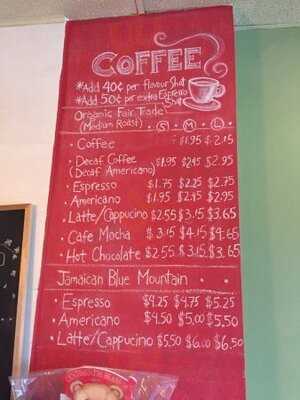 COFFEE
*Add 40¢ per Flavour Shot
*Add 50¢ per extra Espresso Shot
Organic Fair Trade
(Medium Roast) · S · M · L ·
· Coffee $1.95 $2.15
· Decaf Coffee $1.95 $2.45 $2.95
(Decaf Americano)
· Espresso $1.75 $2.25 $2.75
· Americano $1.95 $2.45 $2.95
· Latte/Cappucino $2.55 $3.15 $3.65
· Cafe Mocha $3.15 $4.15 $4.65
· Hot Chocolate $2.55 $3.15 $3.65
Jamaican Blue Mountain
· Espresso $4.25 $4.75 $5.25
· Americano $4.50 $5.00 $5.50
· Latte/Cappucino $5.50 $6.00 $6.50